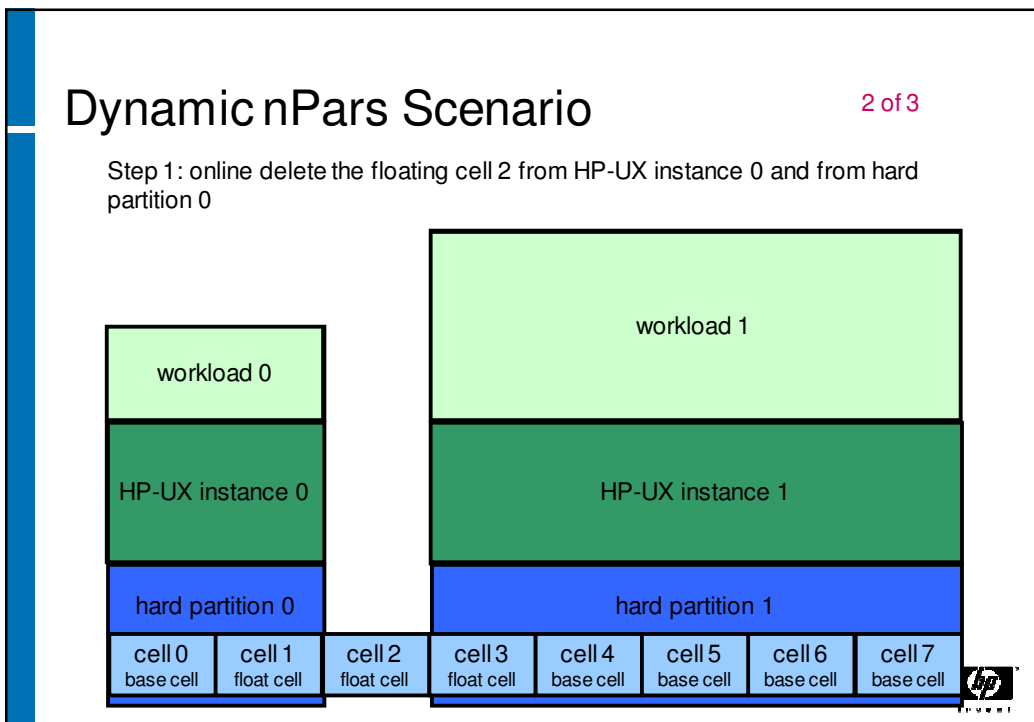 Dynamic nPars Scenario
2 of 3
Step 1: online delete the floating cell 2 from HP-UX instance 0 and from hard
partition 0
workload 1
workload 0
HP-UX instance 0
HP-UX instance 1
hard partition 0
hard partition 1
cell 0
base cell
cell 1
float cell
cell 2
float cell
cell 3
float cell
cell 4
base cell
cell 5
base cell
cell 6
base cell
cell 7
base cell
hp
i n v e n t